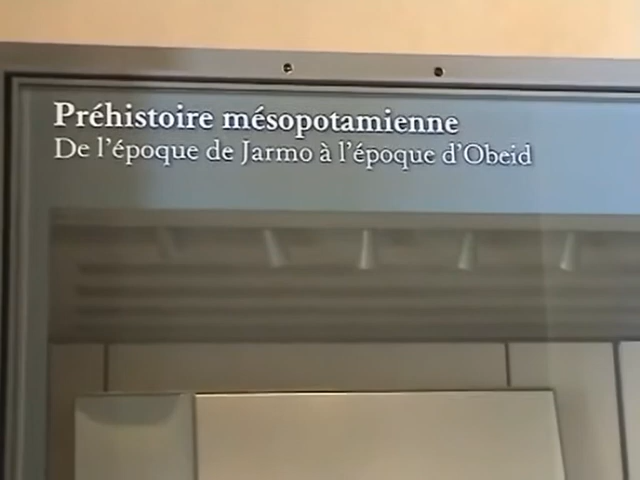 Préhistoire mésopotamienne
De l'époque de Jarmo à l'époque d'Obeid